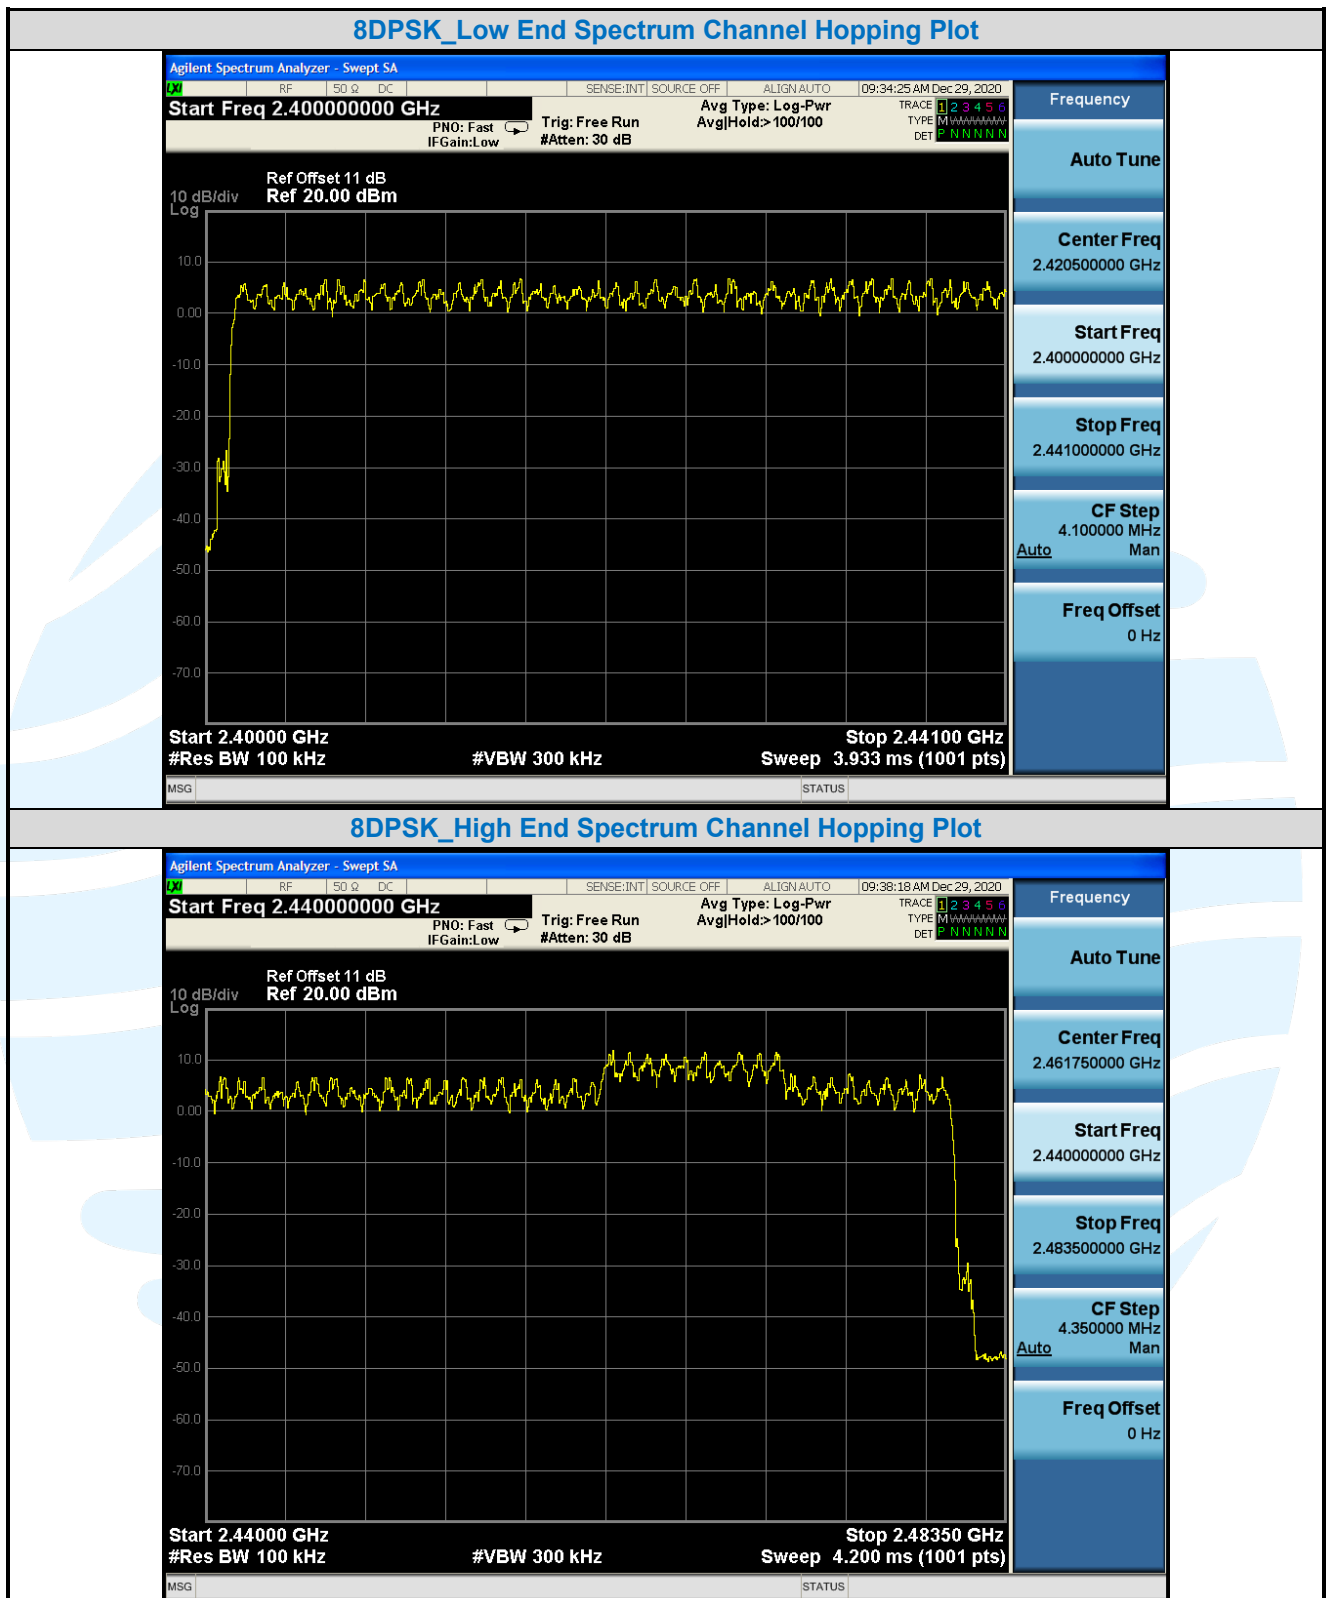 8DPSK_Low End Spectrum Channel Hopping Plot
Agilent Spectrum Analyzer - Swept SA
LXI RF 50 Ω DC SENSE:INT SOURCE OFF ALIGN AUTO 09:34:25 AM Dec 29, 2020
Start Freq 2.400000000 GHz
PNO: Fast
IFGain:Low
Trig: Free Run
#Atten: 30 dB
Avg Type: Log-Pwr
Avg|Hold:>100/100
TRACE 1 2 3 4 5 6
TYPE M WWWWW
DET P N N N N N
Ref Offset 11 dB
10 dB/div Ref 20.00 dBm
Log
10.0
0.00
-10.0
-20.0
-30.0
-40.0
-50.0
-60.0
-70.0
Start 2.40000 GHz Stop 2.44100 GHz
#Res BW 100 kHz #VBW 300 kHz Sweep 3.933 ms (1001 pts)
MSG STATUS
Frequency
Auto Tune
Center Freq
2.420500000 GHz
Start Freq
2.400000000 GHz
Stop Freq
2.441000000 GHz
CF Step
4.100000 MHz
Auto Man
Freq Offset
0 Hz
8DPSK_High End Spectrum Channel Hopping Plot
Agilent Spectrum Analyzer - Swept SA
LXI RF 50 Ω DC SENSE:INT SOURCE OFF ALIGN AUTO 09:38:18 AM Dec 29, 2020
Start Freq 2.440000000 GHz
PNO: Fast
IFGain:Low
Trig: Free Run
#Atten: 30 dB
Avg Type: Log-Pwr
Avg|Hold:>100/100
TRACE 1 2 3 4 5 6
TYPE M WWWWW
DET P N N N N N
Ref Offset 11 dB
10 dB/div Ref 20.00 dBm
Log
10.0
0.00
-10.0
-20.0
-30.0
-40.0
-50.0
-60.0
-70.0
Start 2.44000 GHz Stop 2.48350 GHz
#Res BW 100 kHz #VBW 300 kHz Sweep 4.200 ms (1001 pts)
MSG STATUS
Frequency
Auto Tune
Center Freq
2.461750000 GHz
Start Freq
2.440000000 GHz
Stop Freq
2.483500000 GHz
CF Step
4.350000 MHz
Auto Man
Freq Offset
0 Hz